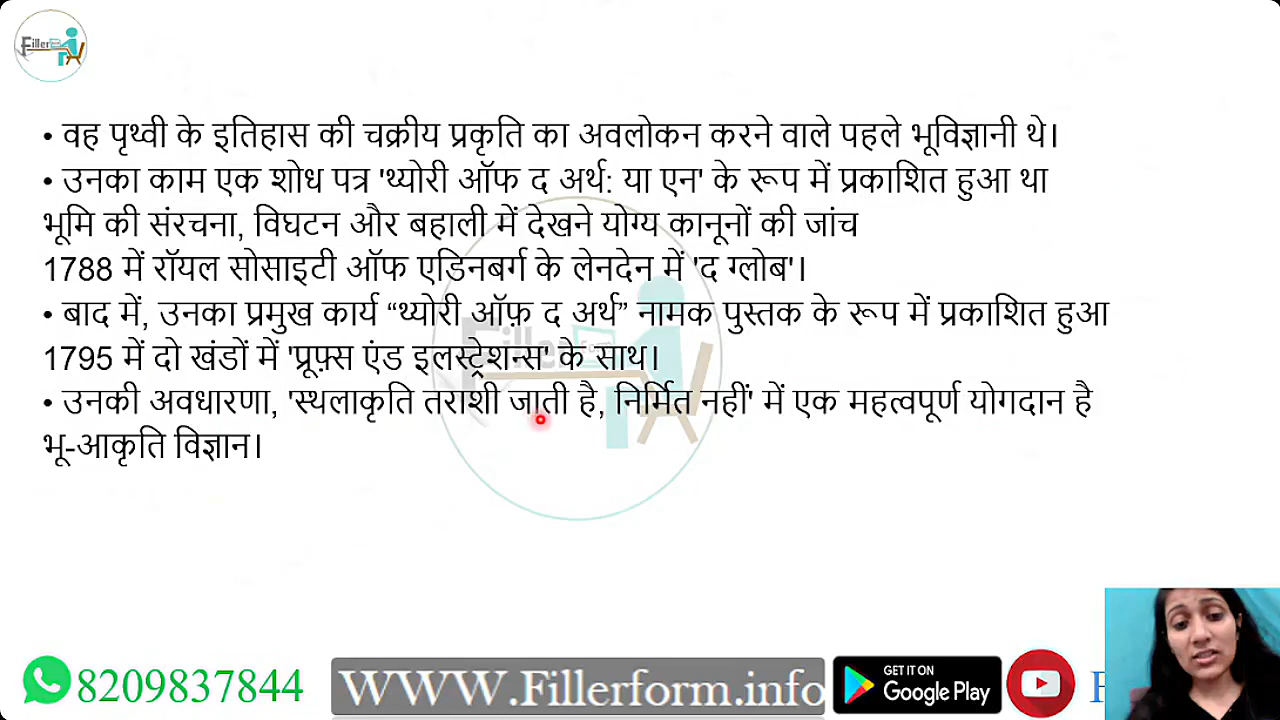 Filler
• वह पृथ्वी के इतिहास की चक्रीय प्रकृति का अवलोकन करने वाले पहले भूविज्ञानी थे।
• उनका काम एक शोध पत्र 'थ्योरी ऑफ द अर्थ: या एन' के रूप में प्रकाशित हुआ था
भूमि की संरचना, विघटन और बहाली में देखने योग्य कानूनों की जांच
1788 में रॉयल सोसाइटी ऑफ एडिनबर्ग के लेनदेन में 'द ग्लोब'।
• बाद में, उनका प्रमुख कार्य “थ्योरी ऑफ़ द अर्थ” नामक पुस्तक के रूप में प्रकाशित हुआ
1795 में दो खंडों में 'प्रूफ़्स एंड इलस्ट्रेशन्स' के साथ।
• उनकी अवधारणा, 'स्थलाकृति तराशी जाती है, निर्मित नहीं' में एक महत्वपूर्ण योगदान है
भू-आकृति विज्ञान।
8209837844
WWW.Fillerform.info
GET IT ON
Google Play